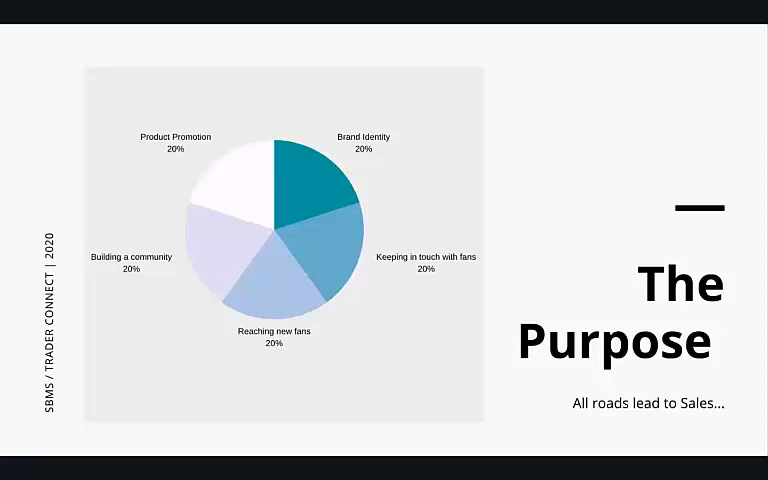 SBMS / TRADER CONNECT | 2020
Product Promotion
20%
Brand Identity
20%
Building a community
20%
Keeping in touch with fans
20%
Reaching new fans
20%
The
Purpose
All roads lead to Sales...